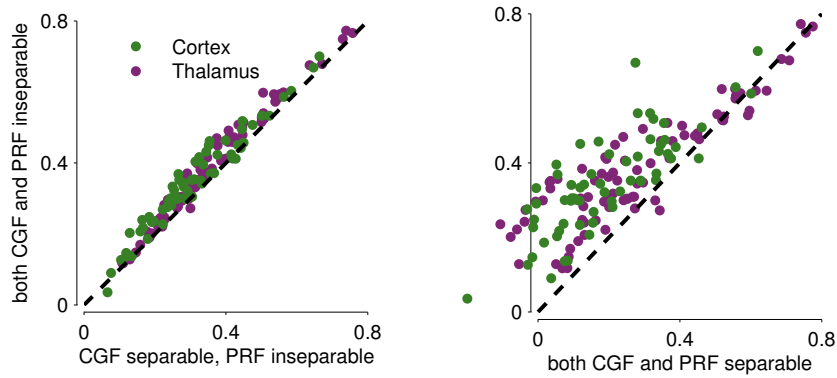 0.8
Cortex
Thalamus
0.4
0
0
0.4
0.8
both CGF and PRF inseparable
CGF separable, PRF inseparable
0.8
0.4
0
0
0.4
0.8
both CGF and PRF separable